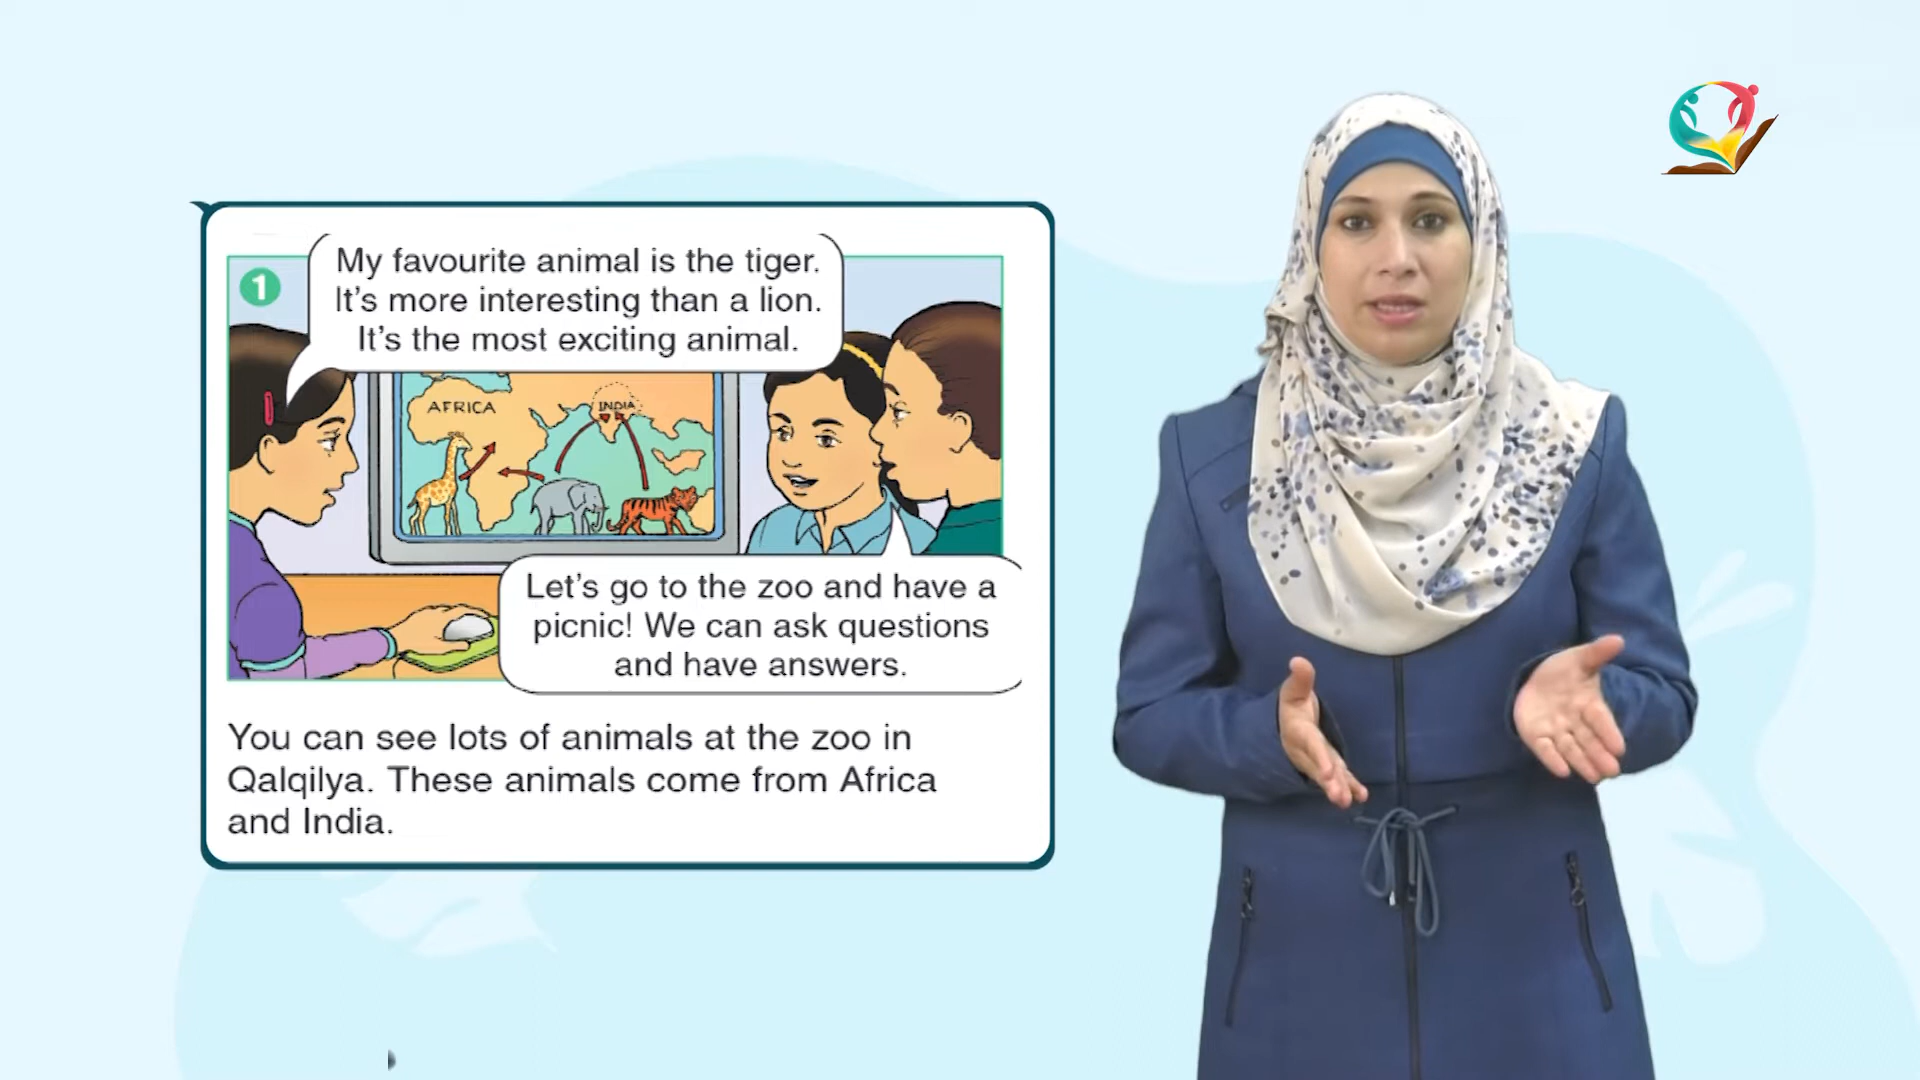 1
My favourite animal is the tiger.
It's more interesting than a lion.
It's the most exciting animal.
AFRICA
INDIA
Let's go to the zoo and have a
picnic! We can ask questions
and have answers.
You can see lots of animals at the zoo in
Qalqilya. These animals come from Africa
and India.